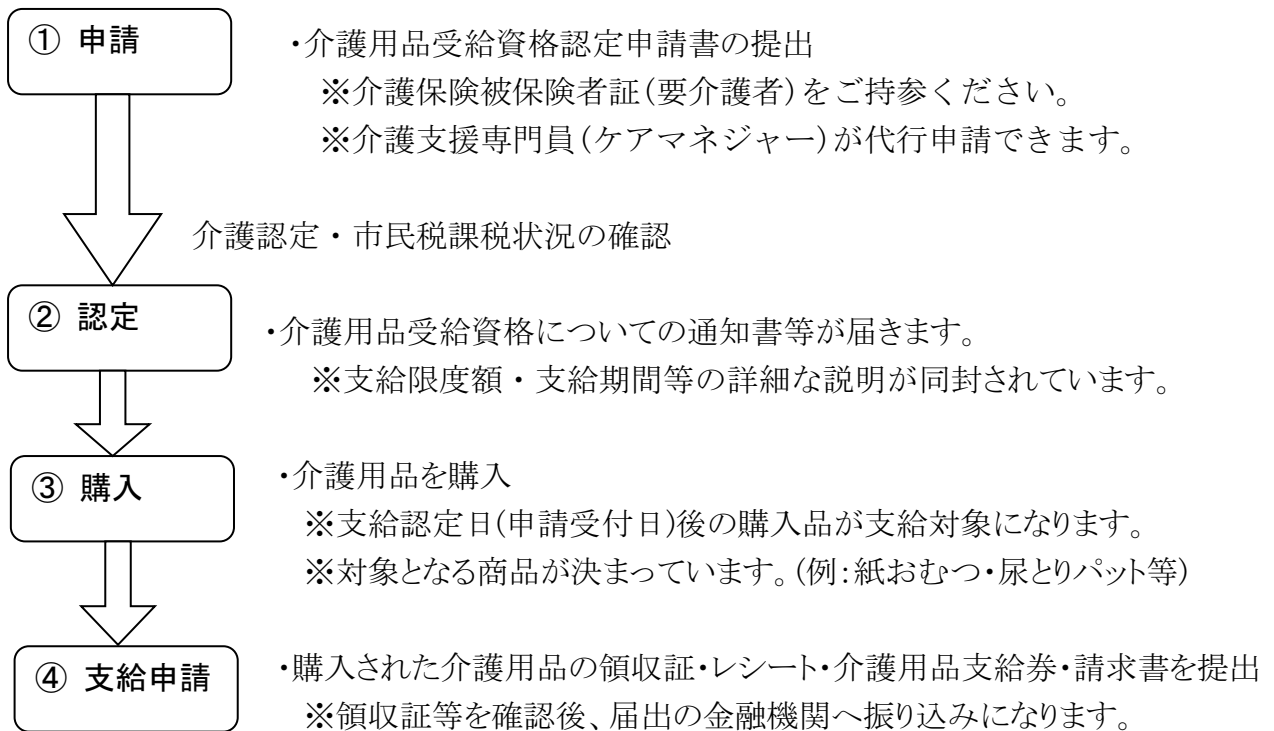 ① 申請
・介護用品受給資格認定申請書の提出
※介護保険被保険者証(要介護者)をご持参ください。
※介護支援専門員(ケアマネジャー)が代行申請できます。
介護認定・市民税課税状況の確認
② 認定
・介護用品受給資格についての通知書等が届きます。
※支給限度額・支給期間等の詳細な説明が同封されています。
③ 購入
・介護用品を購入
※支給認定日(申請受付日)後の購入品が支給対象になります。
※対象となる商品が決まっています。(例:紙おむつ・尿とりパット等)
④ 支給申請
・購入された介護用品の領収証・レシート・介護用品支給券・請求書を提出
※領収証等を確認後、届出の金融機関へ振り込みになります。